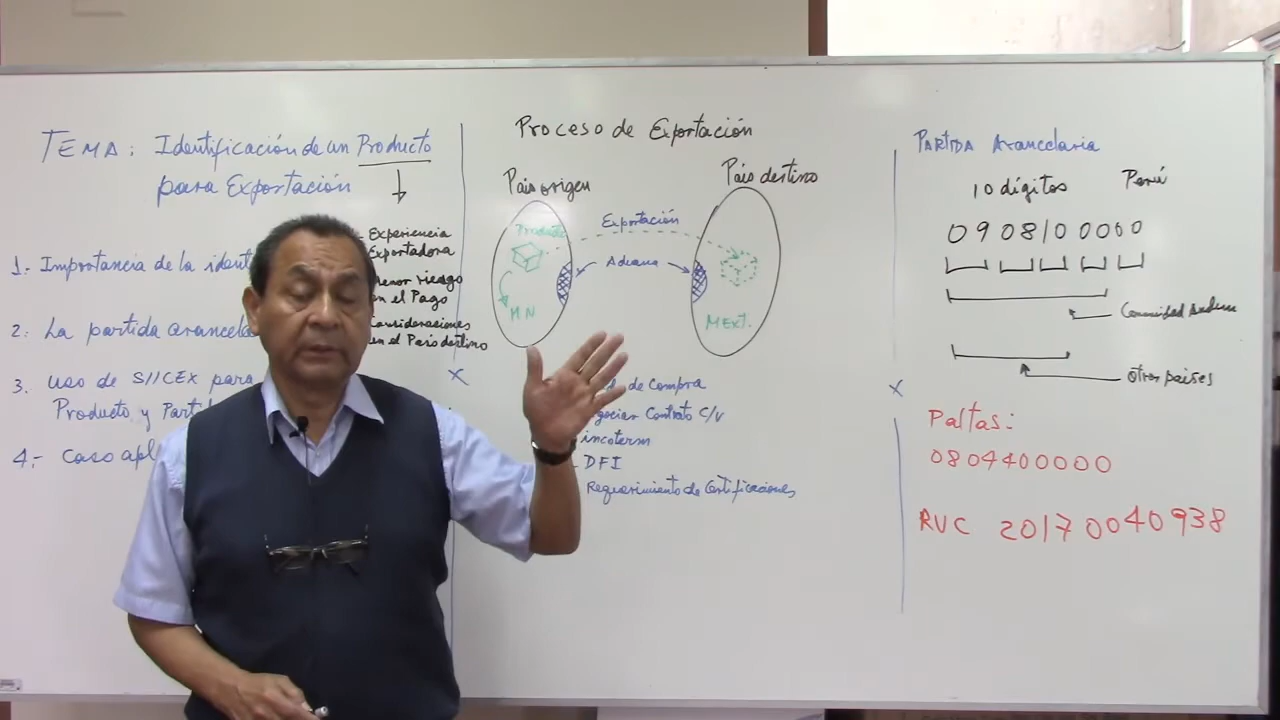 TEMA: Identificación de un Producto
para Exportación
Experiencia
Exportadora
Menor riesgo
en el Pago
Consideraciones
en el País destino
1.- Importancia de la ident
2.- La partida arancela
3. Uso de SIICEX para
Producto y Part
4.- Caso apl
Proceso de Exportación
País origen
País destino
Producto
Exportación
Aduana
MN
MExt.
de Compra
Contrato C/V
incoterm
DFI
Requerimiento de Certificaciones
PARTIDA Arancelaria
10 dígitos Perú
0908100000
Comunidad Andina
otros países
Paltas:
0804400000
RUC 20170040938